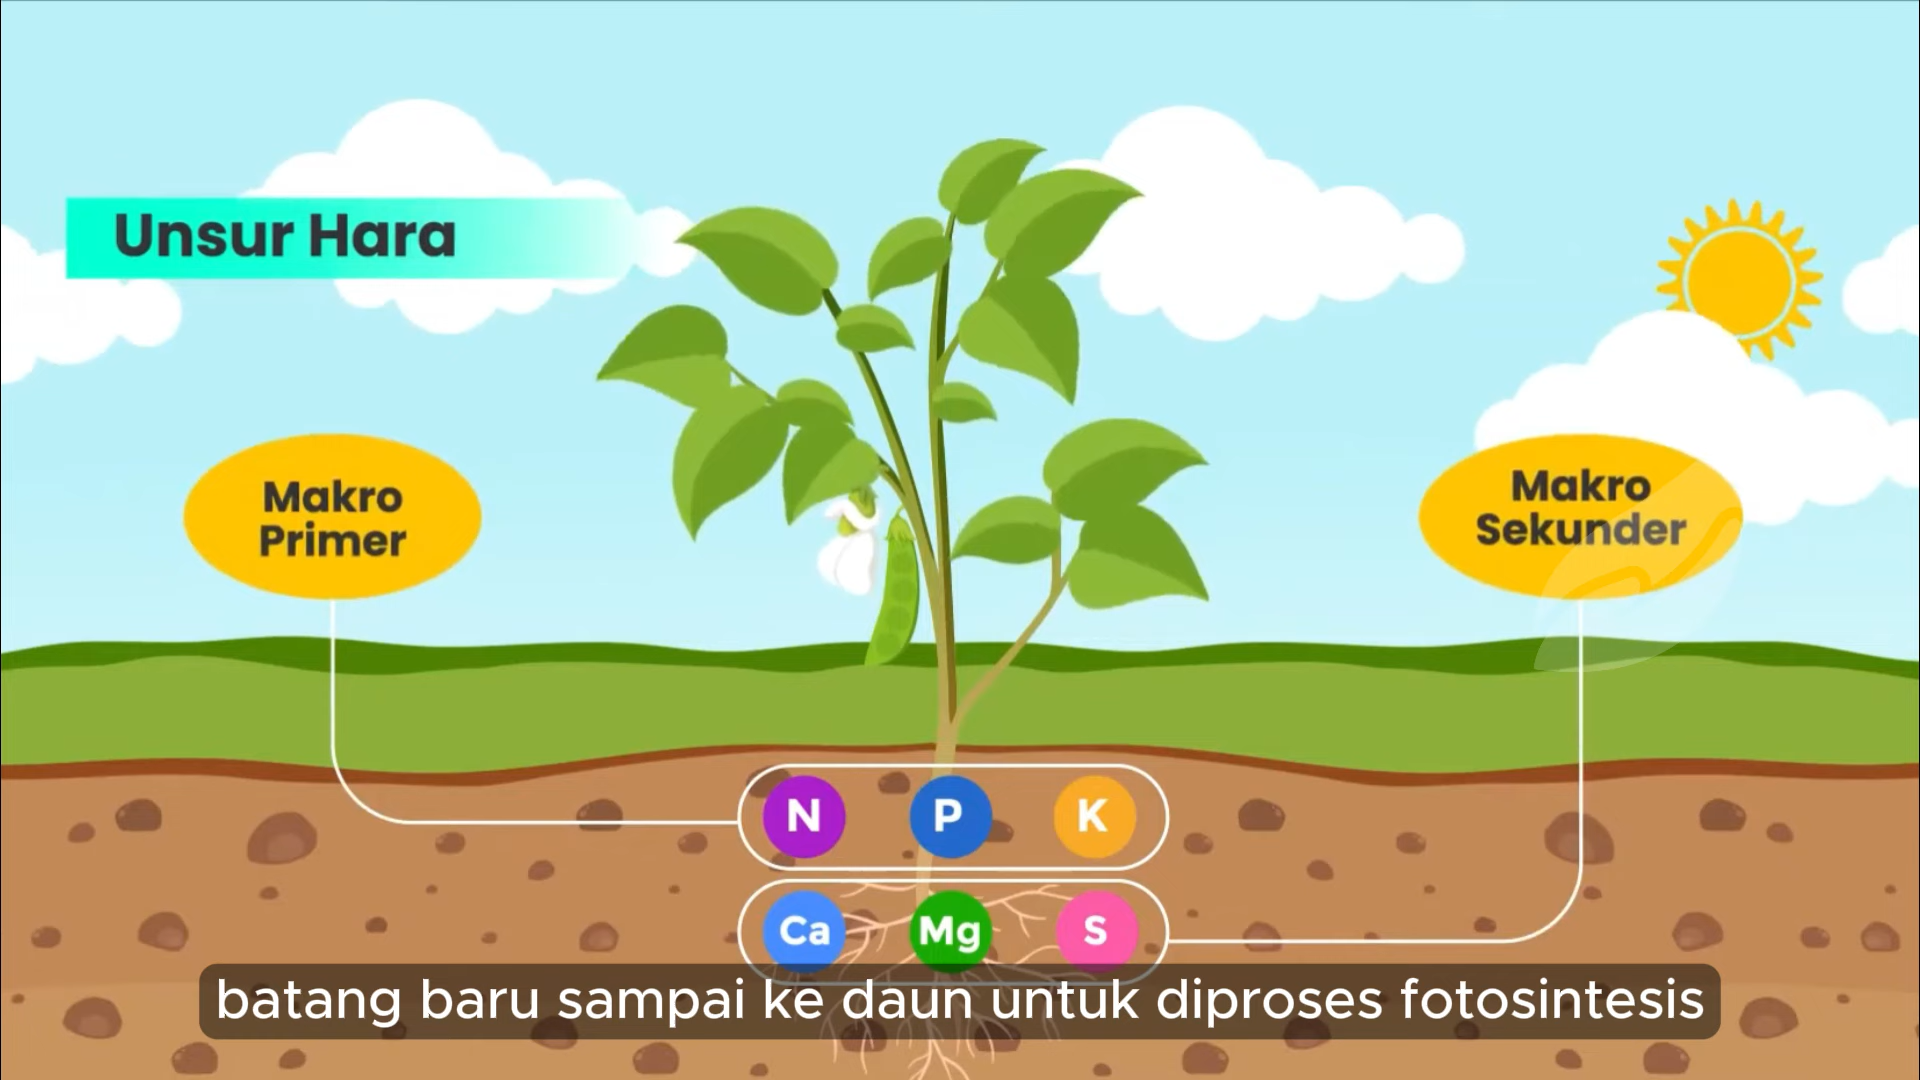 Unsur Hara
Makro
Primer
Makro
Sekunder
N P K
Ca Mg S
batang baru sampai ke daun untuk diproses fotosintesis